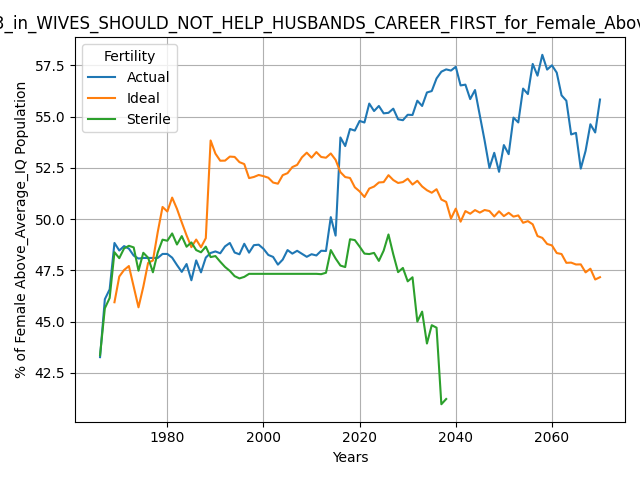 3_in_WIVES_SHOULD_NOT_HELP_HUSBANDS_CAREER_FIRST_for_Female_Abov
Fertility
Actual
Ideal
Sterile
% of Female Above_Average_IQ Population
57.5
55.0
52.5
50.0
47.5
45.0
42.5
1980
2000
2020
2040
2060
Years